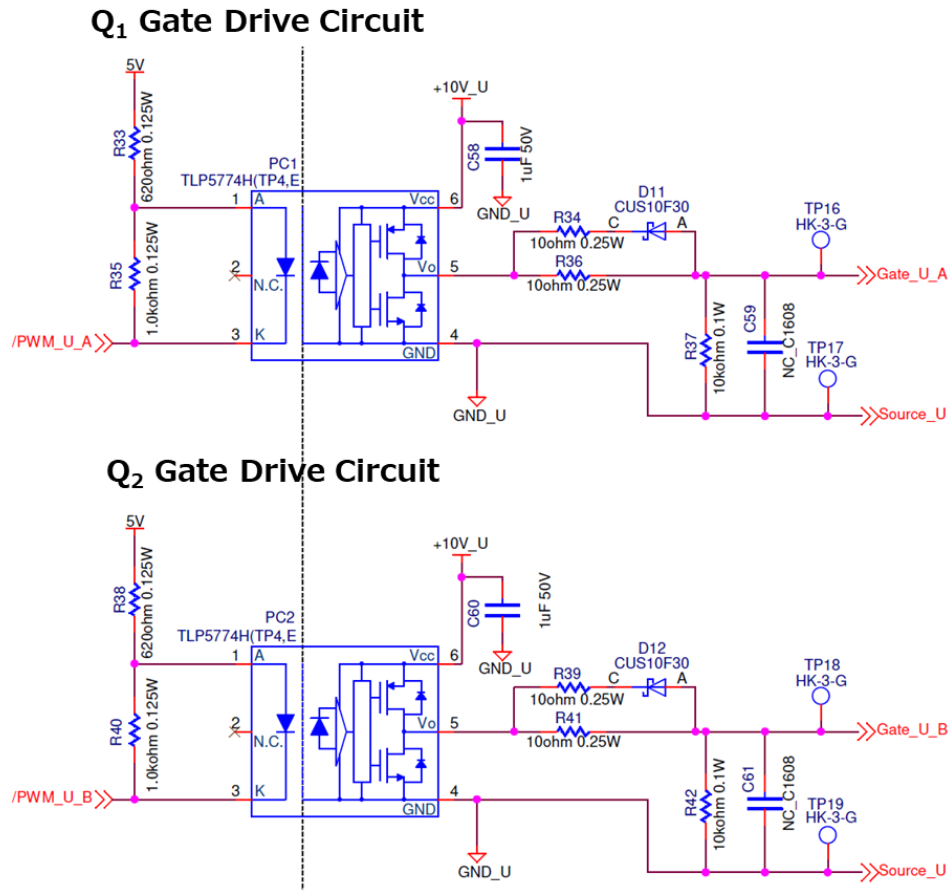 Q₁ Gate Drive Circuit
5V
R33
620ohm 0.125W
R35
1.0kohm 0.125W
/PWM_U_A
PC1
TLP5774H(TP4,E
1
A
2
N.C.
3
K
Vcc
6
Vo
5
GND
4
+10V_U
C58
1uF 50V
GND_U
D11
CUS10F30
R34
C
A
10ohm 0.25W
R36
10ohm 0.25W
TP16
HK-3-G
Gate_U_A
R37
10kohm 0.1W
C59
NC_C1608
TP17
HK-3-G
GND_U
Source_U
Q₂ Gate Drive Circuit
5V
R38
620ohm 0.125W
R40
1.0kohm 0.125W
/PWM_U_B
PC2
TLP5774H(TP4,E
1
A
2
N.C.
3
K
Vcc
6
Vo
5
GND
4
+10V_U
C60
1uF 50V
GND_U
D12
CUS10F30
R39
C
A
10ohm 0.25W
R41
10ohm 0.25W
TP18
HK-3-G
Gate_U_B
R42
10kohm 0.1W
C61
NC_C1608
TP19
HK-3-G
GND_U
Source_U